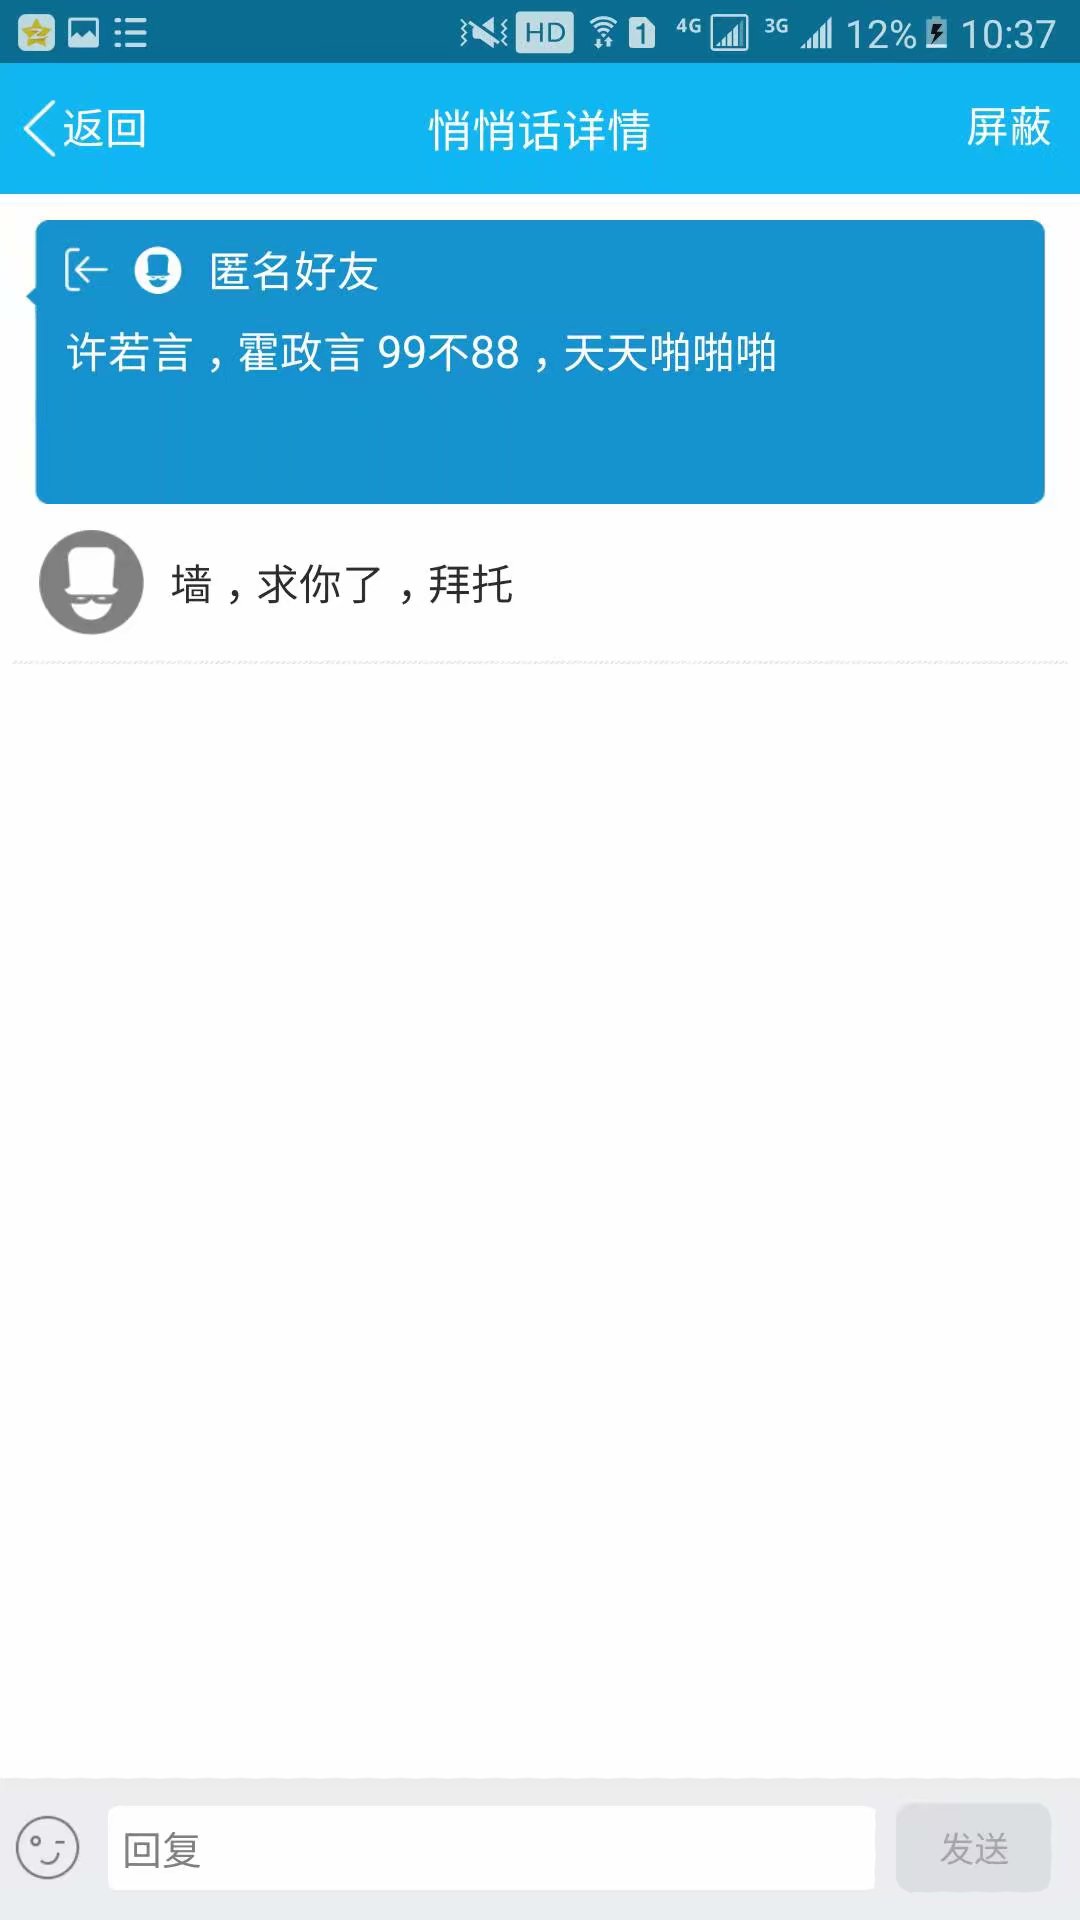 HD 1 4G 3G 12% 10:37
返回 悄悄话详情 屏蔽
匿名好友
许若言，霍政言 99不88，天天啪啪啪
墙，求你了，拜托
回复 发送